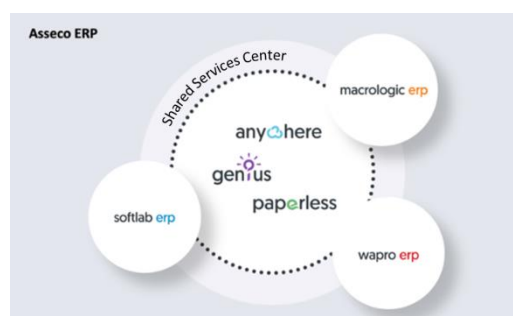 Asseco ERP
Shared Services Center
macrologic erp
anywhere
genius
paperless
softlab erp
wapro erp